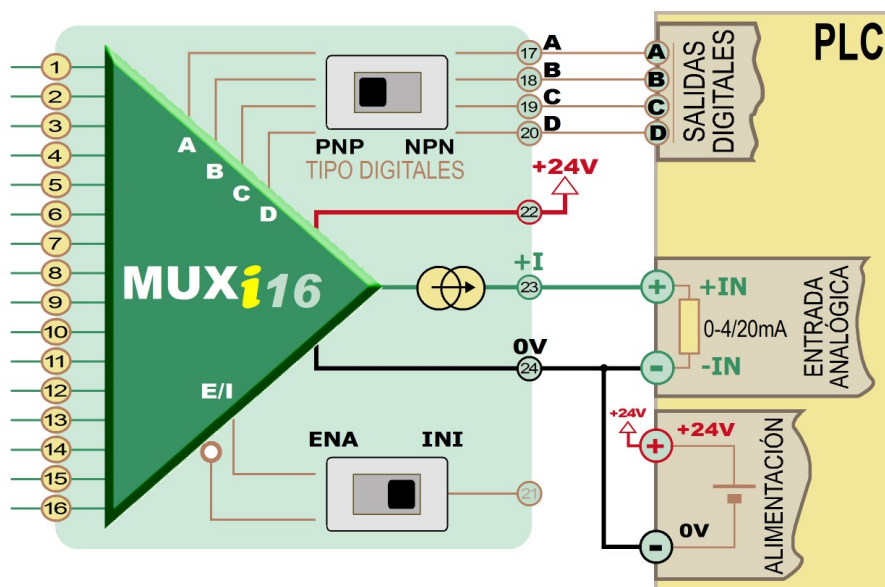 PLC
1
2
3
4
5
6
7
8
9
10
11
12
13
14
15
16
A
B
C
D
MUXi16
E/I
PNP NPN
TIPO DIGITALES
17 A
18 B
19 C
20 D
A
B
C
D
SALIDAS
DIGITALES
+24V
22
+I
23
0V
24
+
+IN
0-4/20mA
-
-IN
ENTRADA
ANALÓGICA
ENA INI
21
+24V
+
+24V
0V
-
ALIMENTACIÓN